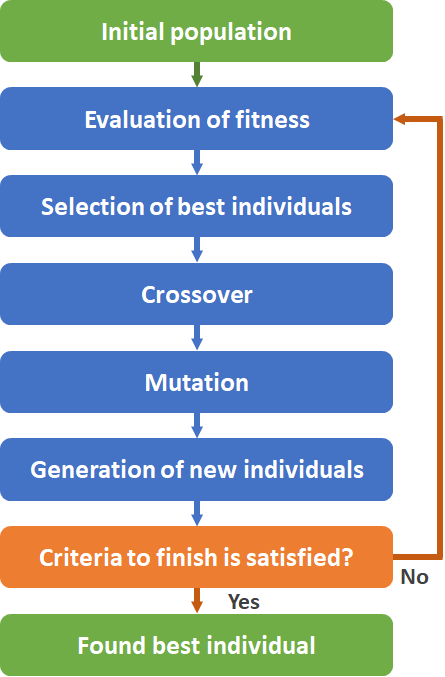 Initial population
Evaluation of fitness
Selection of best individuals
Crossover
Mutation
Generation of new individuals
Criteria to finish is satisfied?
No
Yes
Found best individual